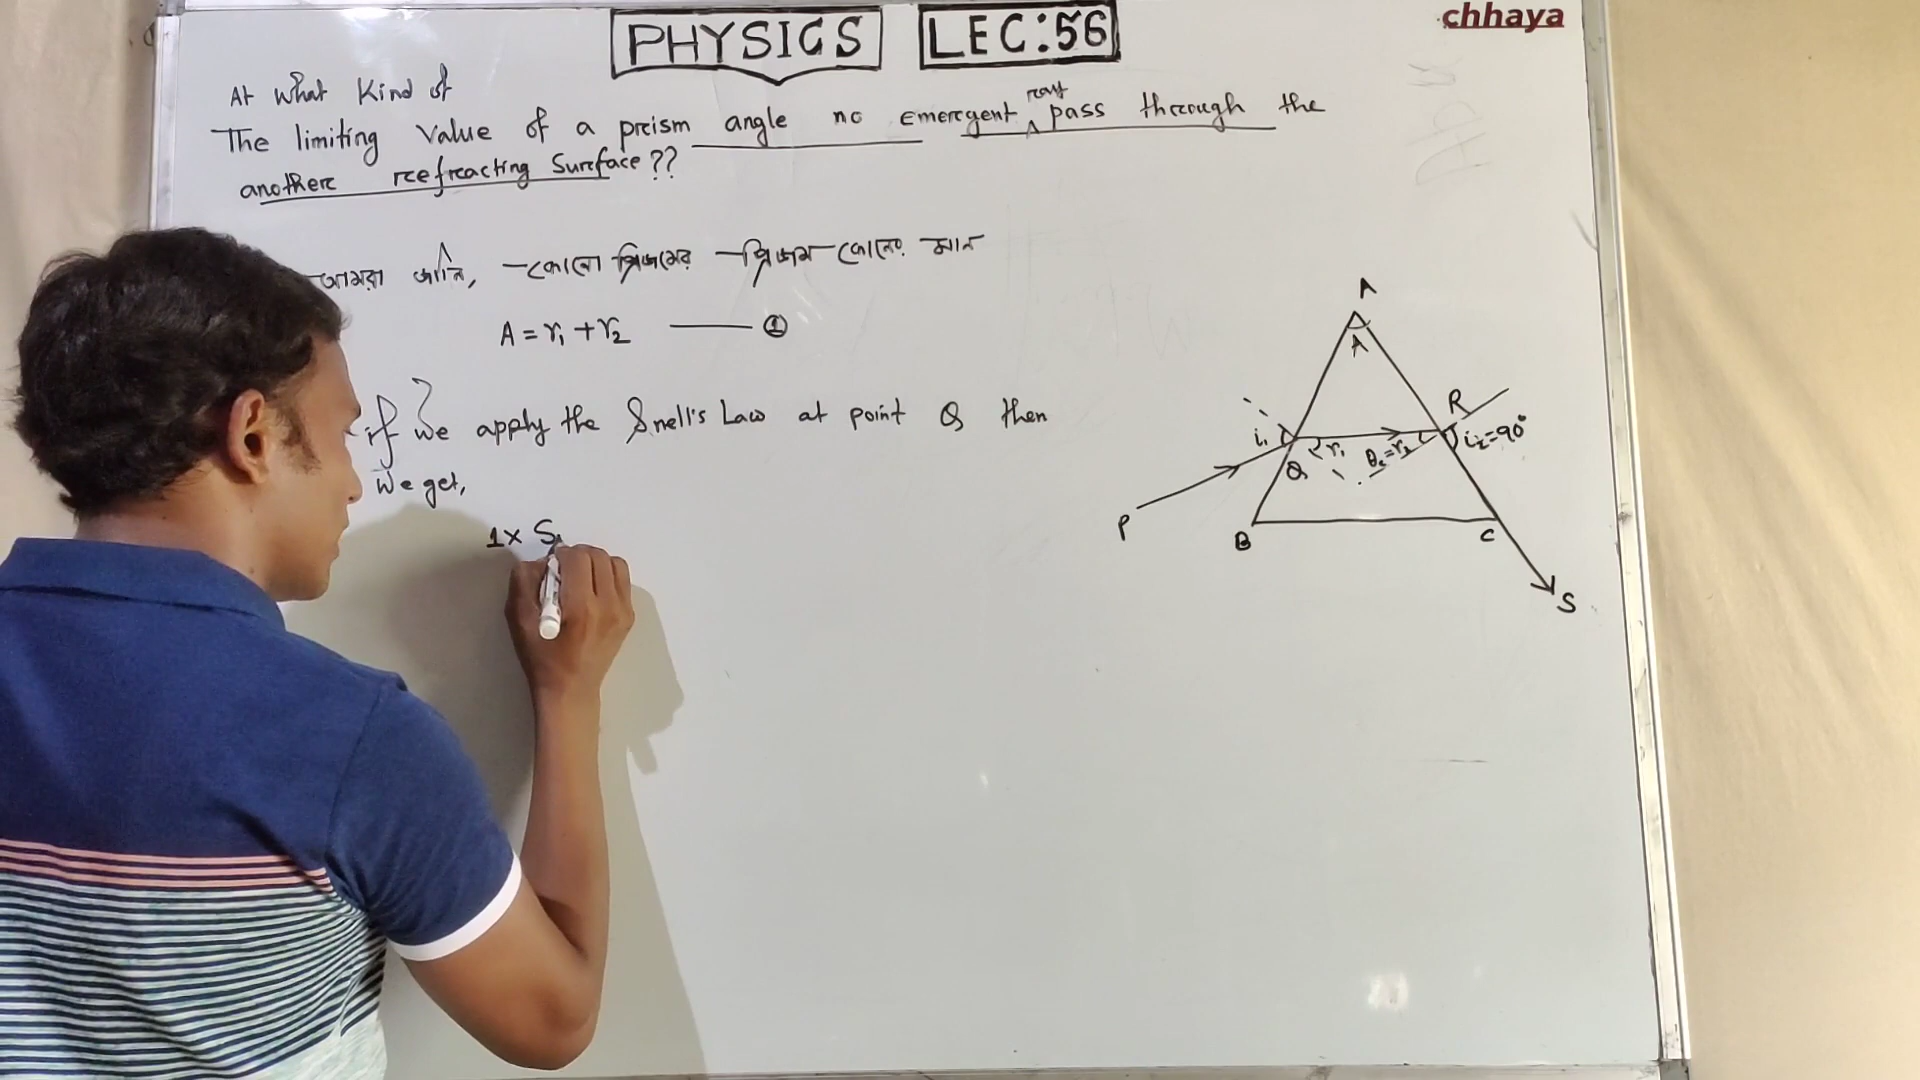 PHYSICS LEC:56
chhaya
At what Kind of
The limiting value of a prism angle no emergent ray pass through the
another refracting Surface??
আমরা জানি, কোনো প্রিজমের প্রিজম কোনের মান
A = r₁ + r₂ ——— ①
if we apply the Snell's Law at point Q then
We get,
1 × Si
A
A
R
i₁
r₁
θc = r₂
i₂ = 90°
Q
P
B
C
S